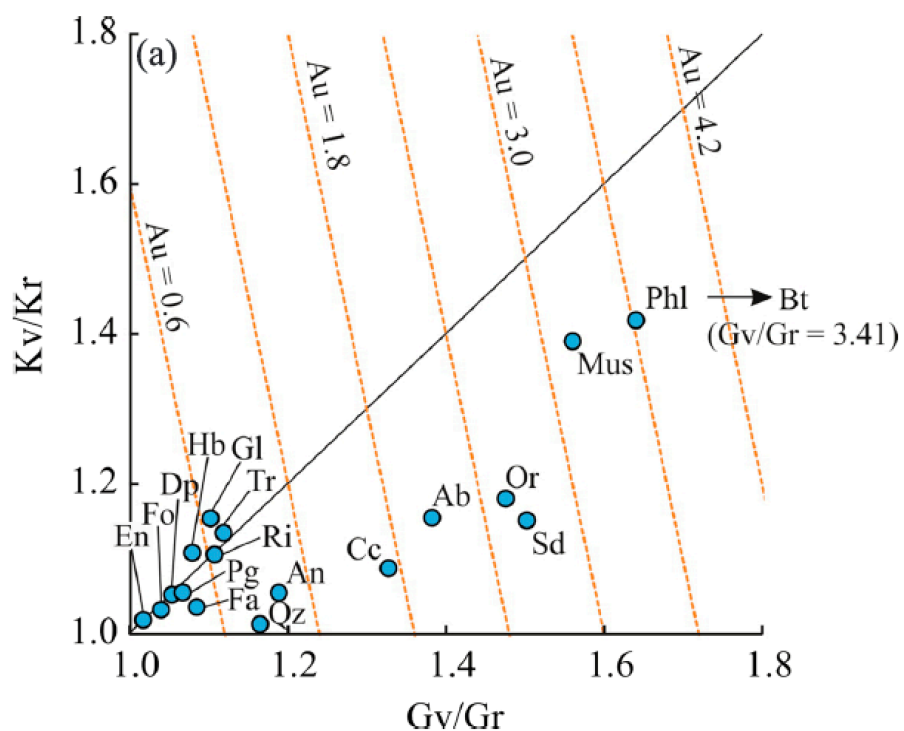 (a)
1.8
1.6
1.4
1.2
1.0
Kv/Kr
Au = 0.6
Au = 1.8
Au = 3.0
Au = 4.2
Phl
Bt
(Gv/Gr = 3.41)
Mus
Hb
Gl
Dp
Tr
Fo
En
Ri
Pg
Fa
An
Qz
Cc
Ab
Or
Sd
1.0 1.2 1.4 1.6 1.8
Gv/Gr